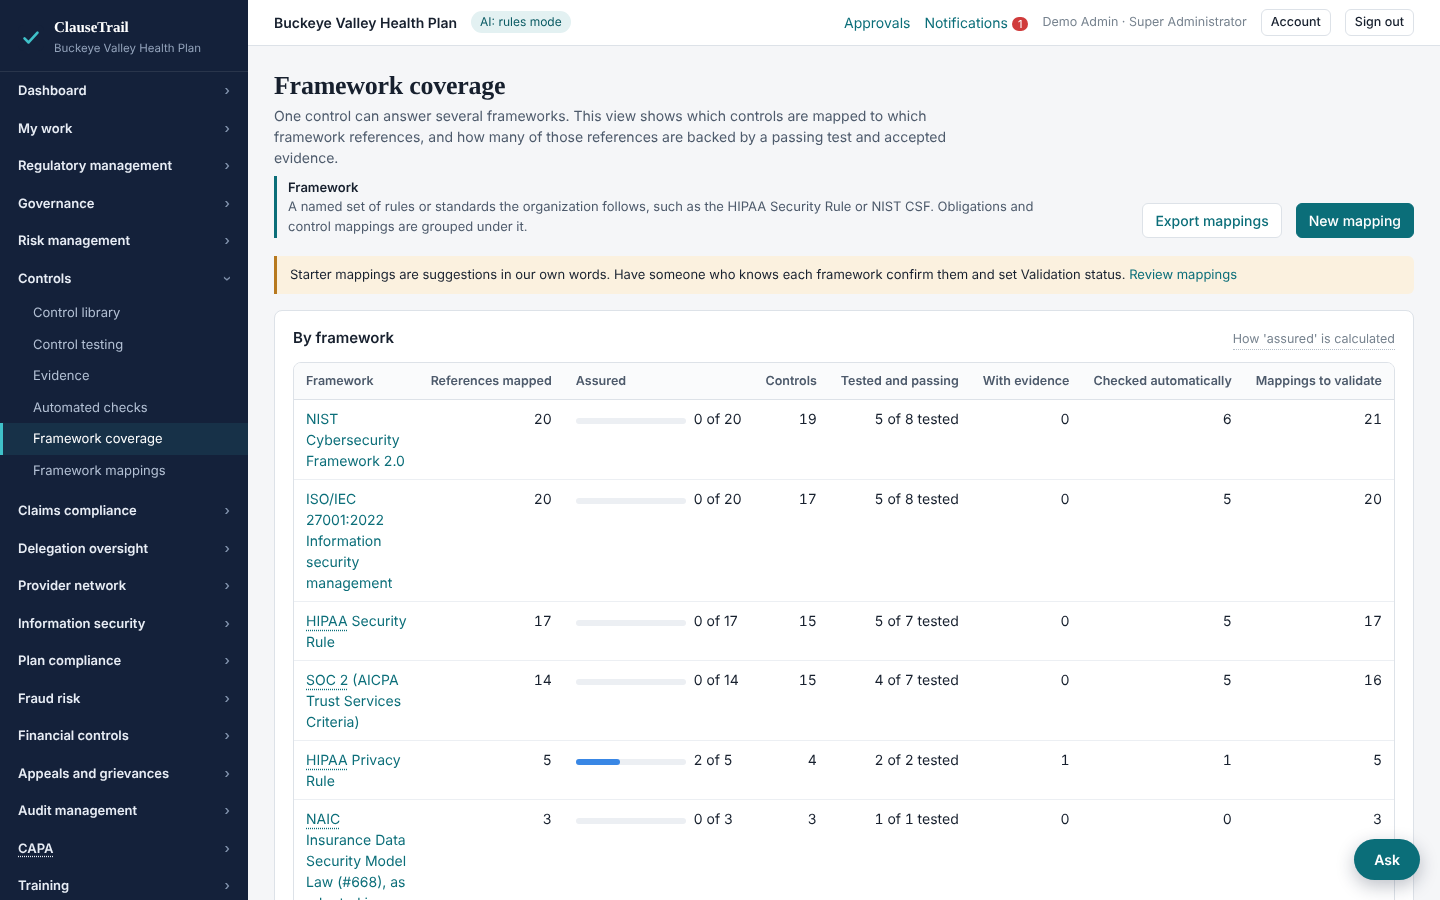 ClauseTrail
Buckeye Valley Health Plan
Dashboard
My work
Regulatory management
Governance
Risk management
Controls
Control library
Control testing
Evidence
Automated checks
Framework coverage
Framework mappings
Claims compliance
Delegation oversight
Provider network
Information security
Plan compliance
Fraud risk
Financial controls
Appeals and grievances
Audit management
CAPA
Training
Buckeye Valley Health Plan AI: rules mode Approvals Notifications 1 Demo Admin · Super Administrator Account Sign out
Framework coverage
One control can answer several frameworks. This view shows which controls are mapped to which
framework references, and how many of those references are backed by a passing test and accepted
evidence.
Framework
A named set of rules or standards the organization follows, such as the HIPAA Security Rule or NIST CSF. Obligations and
control mappings are grouped under it.
Export mappings New mapping
Starter mappings are suggestions in our own words. Have someone who knows each framework confirm them and set Validation status. Review mappings
By framework How 'assured' is calculated
Framework References mapped Assured Controls Tested and passing With evidence Checked automatically Mappings to validate
NIST 20 0 of 20 19 5 of 8 tested 0 6 21
Cybersecurity
Framework 2.0
ISO/IEC 20 0 of 20 17 5 of 8 tested 0 5 20
27001:2022
Information
security
management
HIPAA Security 17 0 of 17 15 5 of 7 tested 0 5 17
Rule
SOC 2 (AICPA 14 0 of 14 15 4 of 7 tested 0 5 16
Trust Services
Criteria)
HIPAA Privacy 5 2 of 5 4 2 of 2 tested 1 1 5
Rule
NAIC 3 0 of 3 3 1 of 1 tested 0 0 3
Insurance Data
Security Model
Law (#668), as
Ask